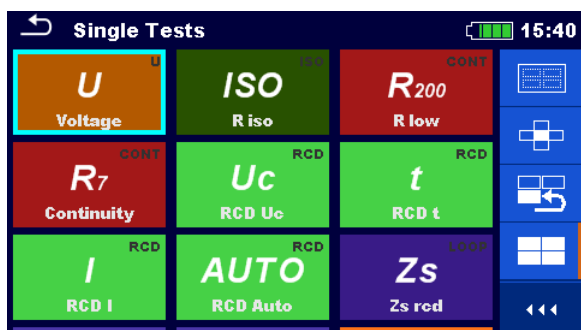 Single Tests 15:40
U ISO CONT
U ISO R200
Voltage R iso R low
CONT RCD RCD
R7 Uc t
Continuity RCD Uc RCD t
RCD RCD LOOP
I AUTO Zs
RCD I RCD Auto Zs rcd